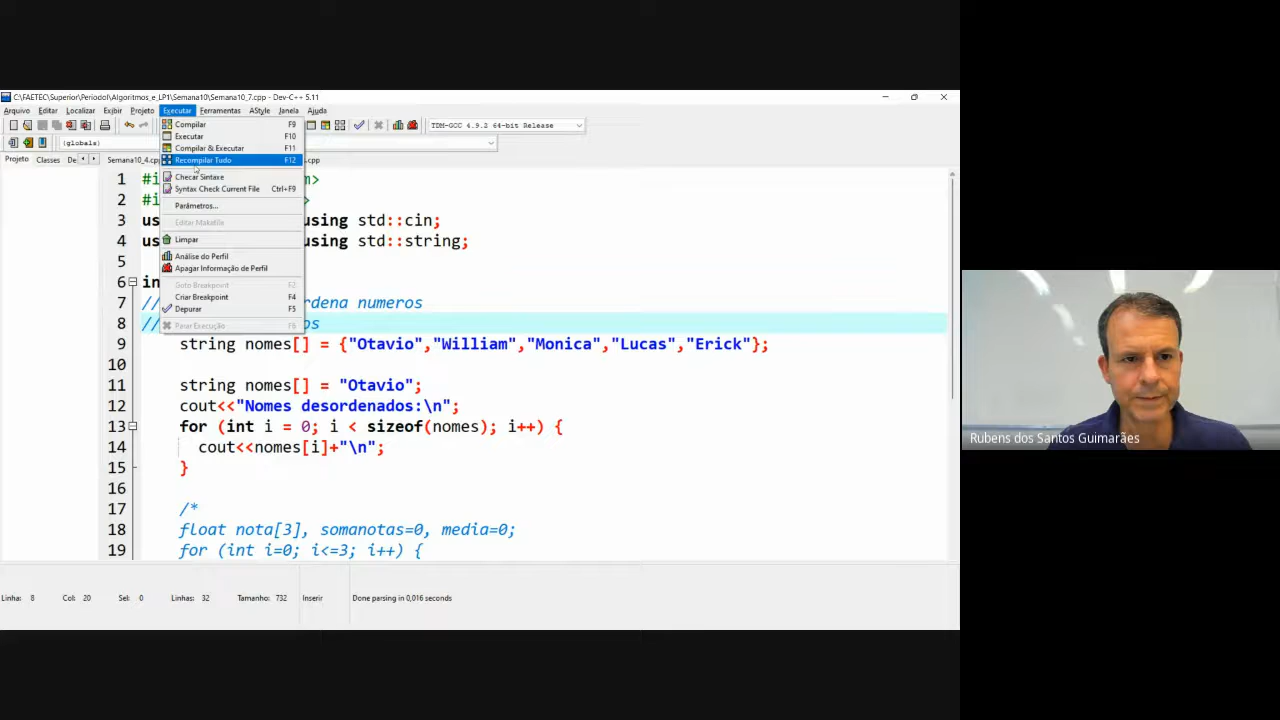 C:\FAETEC\Superior\PeriodoI\Algoritmos_e_LP1\Semana10\Semana10_7.cpp - Dev-C++ 5.11
Arquivo Editar Localizar Exibir Projeto Executar Ferramentas AStyle Janela Ajuda
TDM-GCC 4.9.2 64-bit Release
(globals)
Projeto Classes De
Semana10_4.cpp
.cpp
Compilar F9
Executar F10
Compilar & Executar F11
Recompilar Tudo F12
Checar Sintaxe
Syntax Check Current File Ctrl+F9
Parâmetros...
Editar Makefile
Limpar
Análise do Perfil
Apagar Informação de Perfil
Goto Breakpoint F2
Criar Breakpoint F4
Depurar F5
Parar Execução F6
1 #i >
2 #i >
3 us using std::cin;
4 us using std::string;
5
6 in
7 // rdena numeros
8 // os
9 string nomes[] = {"Otavio","William","Monica","Lucas","Erick"};
10
11 string nomes[] = "Otavio";
12 cout<<"Nomes desordenados:\n";
13 for (int i = 0; i < sizeof(nomes); i++) {
14 cout<<nomes[i]+"\n";
15 }
16
17 /*
18 float nota[3], somanotas=0, media=0;
19 for (int i=0; i<=3; i++) {
Linha: 8 Col: 20 Sel: 0 Linhas: 32 Tamanho: 732 Inserir Done parsing in 0,016 seconds
Rubens dos Santos Guimarães